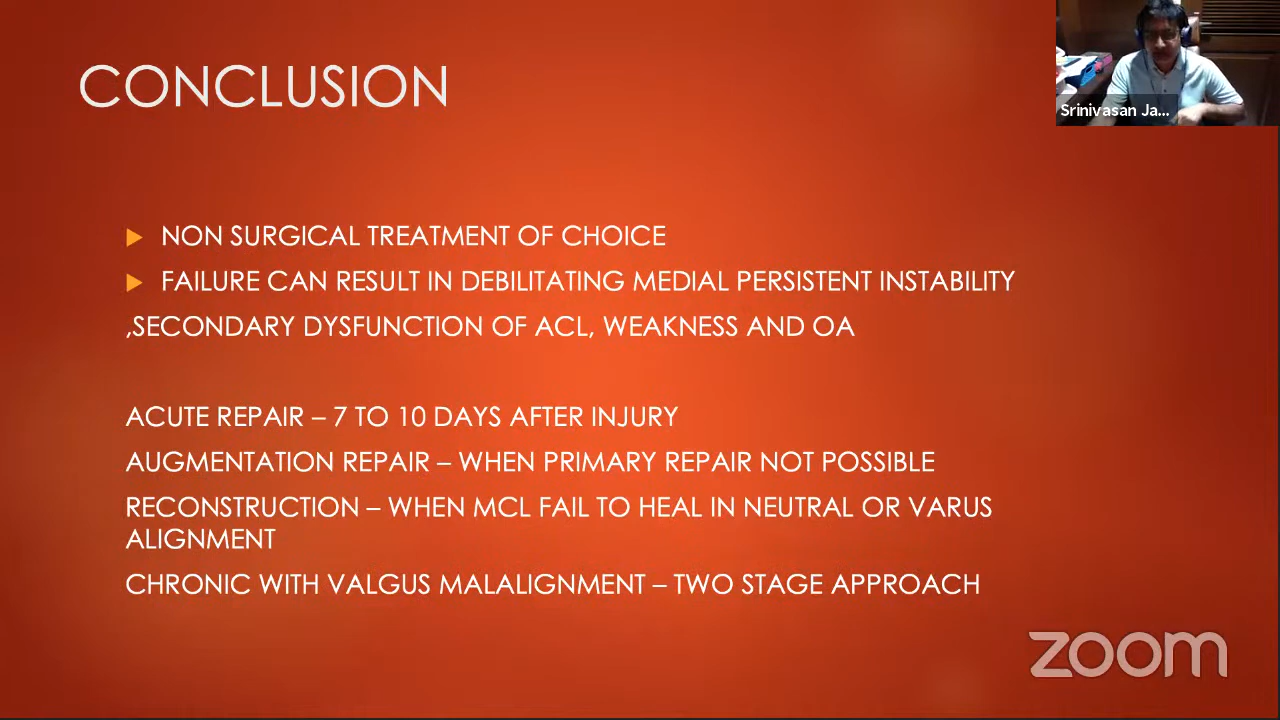 CONCLUSION
Srinivasan Ja...
NON SURGICAL TREATMENT OF CHOICE
FAILURE CAN RESULT IN DEBILITATING MEDIAL PERSISTENT INSTABILITY
,SECONDARY DYSFUNCTION OF ACL, WEAKNESS AND OA
ACUTE REPAIR – 7 TO 10 DAYS AFTER INJURY
AUGMENTATION REPAIR – WHEN PRIMARY REPAIR NOT POSSIBLE
RECONSTRUCTION – WHEN MCL FAIL TO HEAL IN NEUTRAL OR VARUS
ALIGNMENT
CHRONIC WITH VALGUS MALALIGNMENT – TWO STAGE APPROACH
zoom